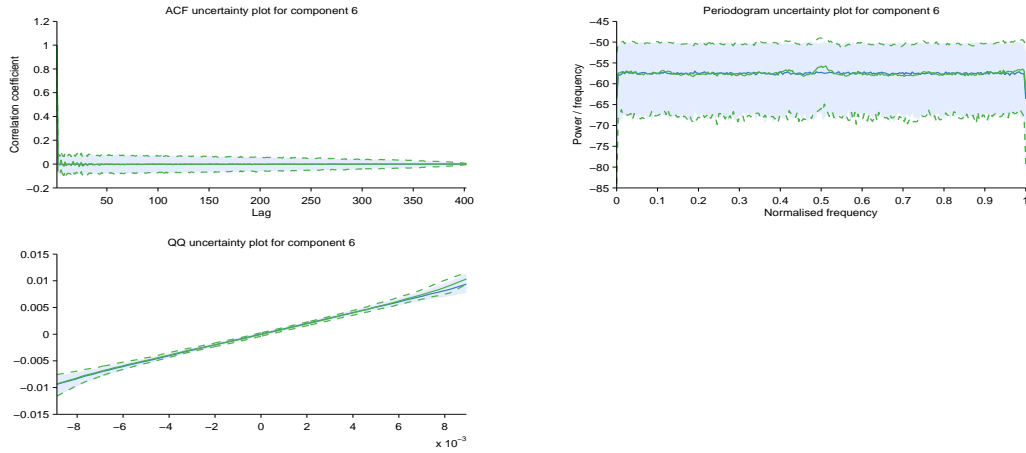 ACF uncertainty plot for component 6
Correlation coefficient
1.2
1
0.8
0.6
0.4
0.2
0
−0.2
50 100 150 200 250 300 350 400
Lag
Periodogram uncertainty plot for component 6
Power / frequency
−45
−50
−55
−60
−65
−70
−75
−80
−85
0 0.1 0.2 0.3 0.4 0.5 0.6 0.7 0.8 0.9 1
Normalised frequency
QQ uncertainty plot for component 6
0.015
0.01
0.005
0
−0.005
−0.01
−0.015
−8 −6 −4 −2 0 2 4 6 8
x 10⁻³